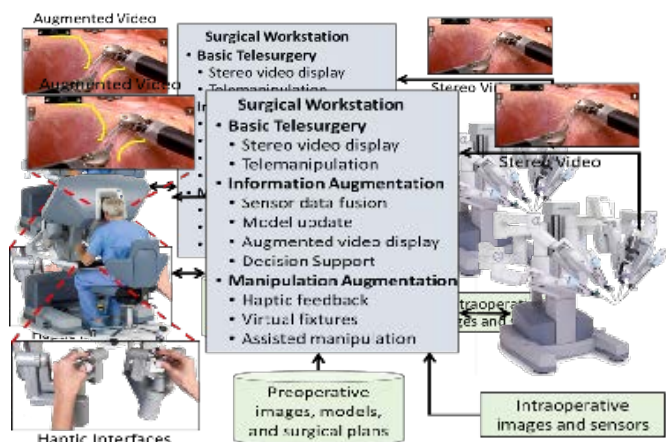 Augmented Video
Surgical Workstation
• Basic Telesurgery
• Stereo video display
Telemanipulation
Stereo Video
Augmented Video
Surgical Workstation
• Basic Telesurgery
• Stereo video display
• Telemanipulation
• Information Augmentation
• Sensor data fusion
• Model update
• Augmented video display
• Decision Support
• Manipulation Augmentation
• Haptic feedback
• Virtual fixtures
• Assisted manipulation
Stereo Video
Haptic Interfaces
Preoperative
images, models,
and surgical plans
Intraoperative
images and sensors